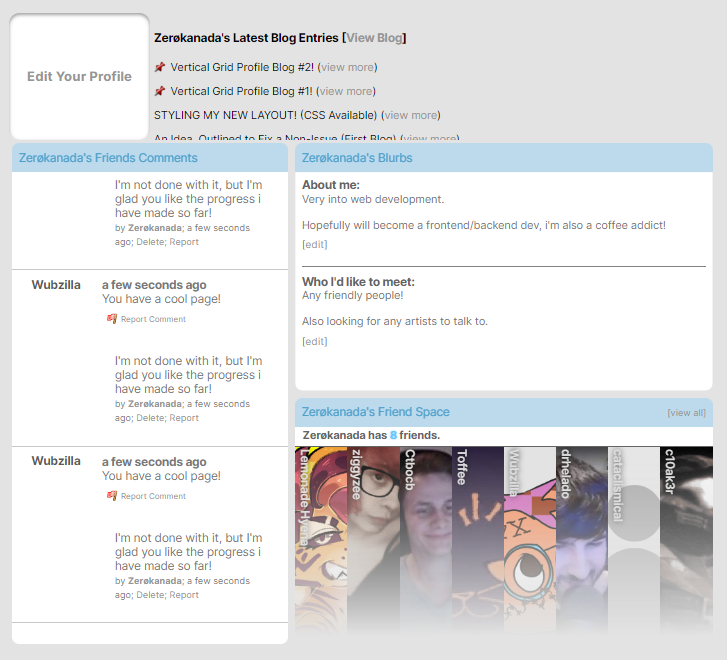 Edit Your Profile
Zerøkanada's Latest Blog Entries [View Blog]
Vertical Grid Profile Blog #2! (view more)
Vertical Grid Profile Blog #1! (view more)
STYLING MY NEW LAYOUT! (CSS Available) (view more)
An Idea, Outlined to Fix a Non-Issue (First Blog) (view more)
Zerøkanada's Friends Comments
I'm not done with it, but I'm
glad you like the progress i
have made so far!
by Zerøkanada; a few seconds
ago; Delete; Report
Wubzilla
a few seconds ago
You have a cool page!
Report Comment
I'm not done with it, but I'm
glad you like the progress i
have made so far!
by Zerøkanada; a few seconds
ago; Delete; Report
Wubzilla
a few seconds ago
You have a cool page!
Report Comment
I'm not done with it, but I'm
glad you like the progress i
have made so far!
by Zerøkanada; a few seconds
ago; Delete; Report
Zerøkanada's Blurbs
About me:
Very into web development.
Hopefully will become a frontend/backend dev, i'm also a coffee addict!
[edit]
Who I'd like to meet:
Any friendly people!
Also looking for any artists to talk to.
[edit]
Zerøkanada's Friend Space
[view all]
Zerøkanada has 8 friends.
Lemonade Hyena
ziggyzee
Ctbocb
Toffee
Wubzilla
drhelado
cataclismical
c10ak3r